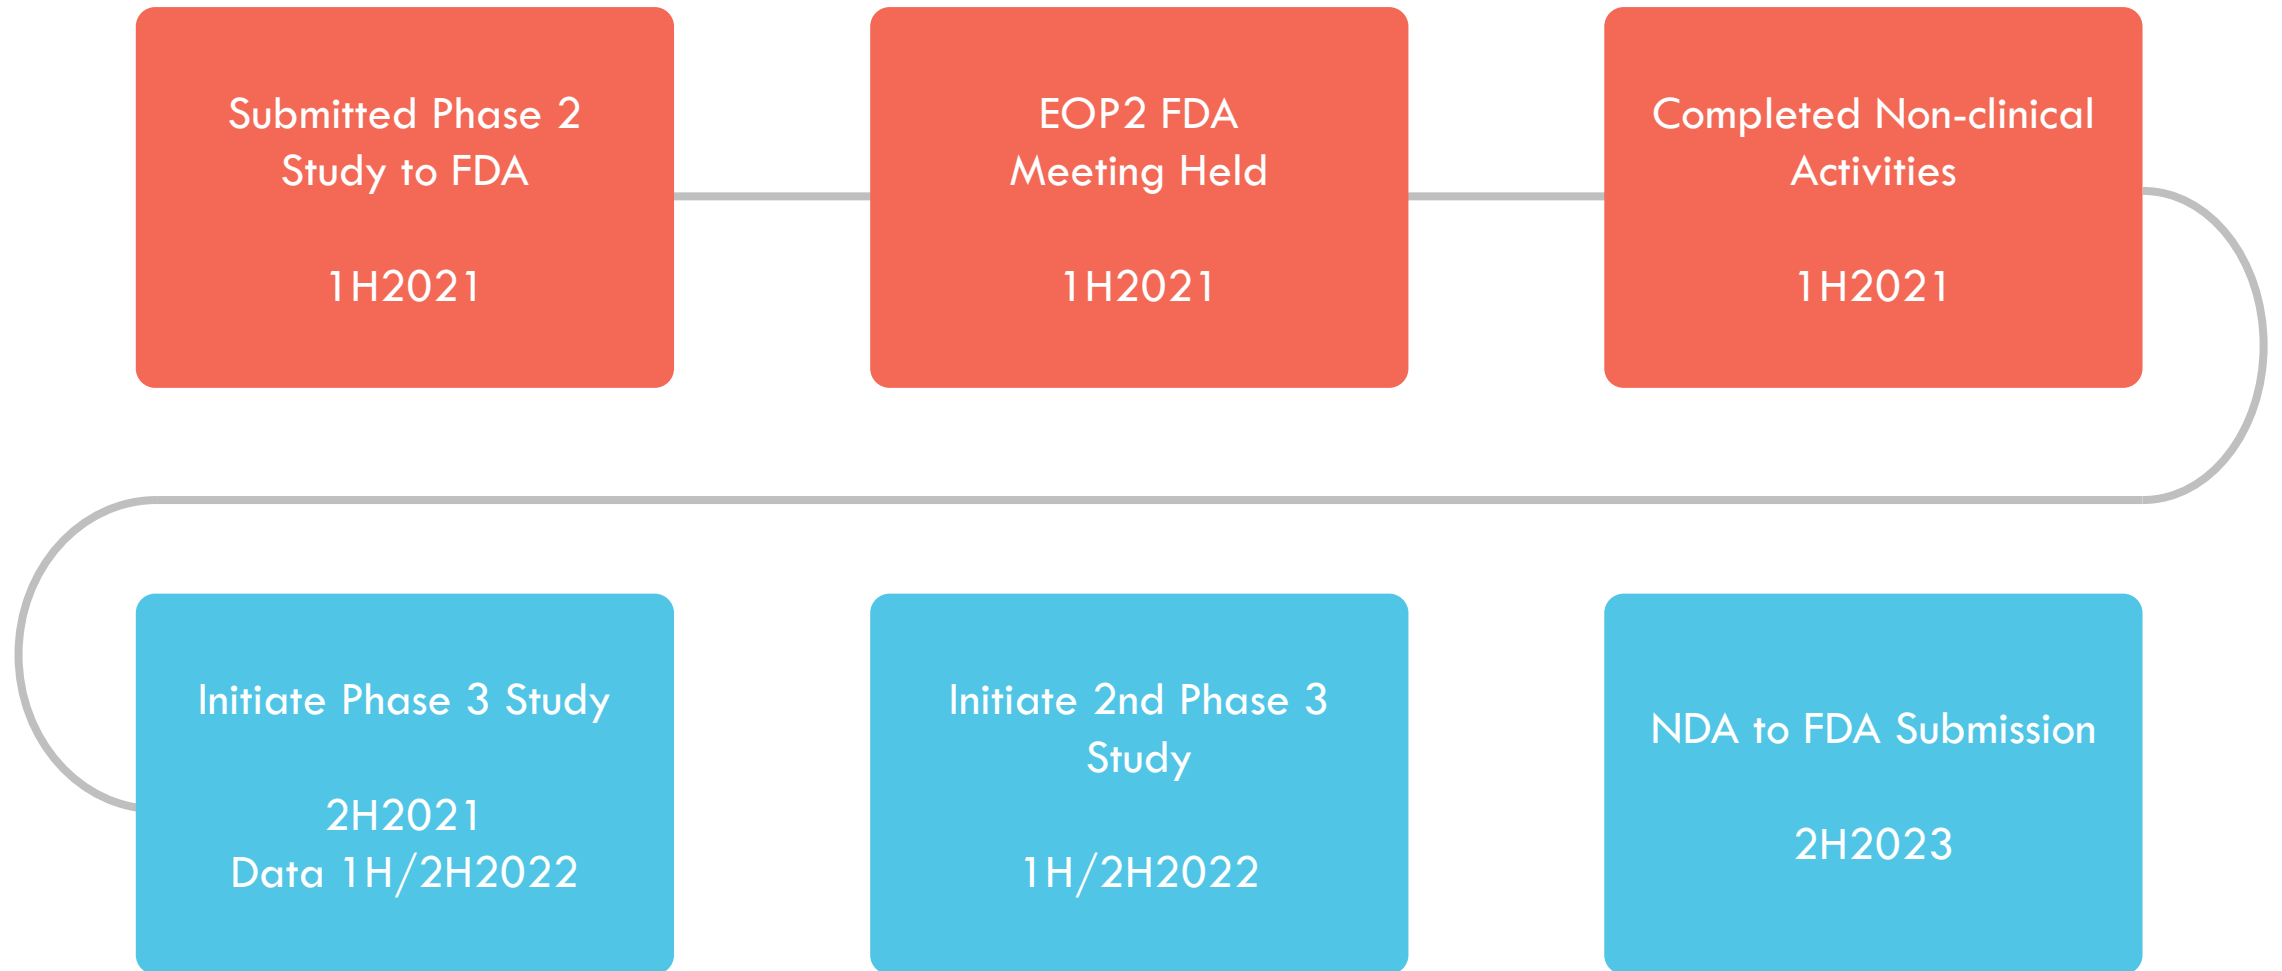 Submitted Phase 2
Study to FDA
1H2021
EOP2 FDA
Meeting Held
1H2021
Completed Non-clinical
Activities
1H2021
Initiate Phase 3 Study
2H2021
Data 1H/2H2022
Initiate 2nd Phase 3
Study
1H/2H2022
NDA to FDA Submission
2H2023